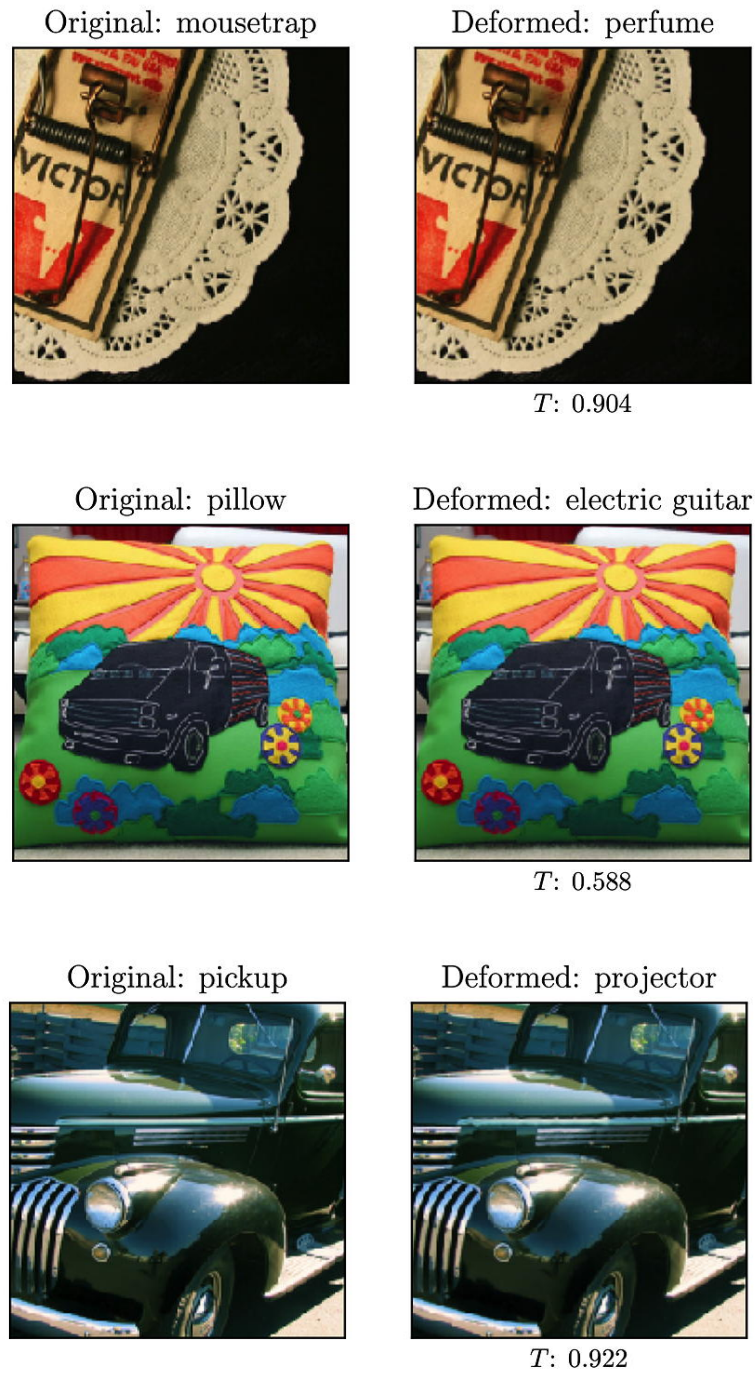 Original: mousetrap
Deformed: perfume
VICTOR
VICTOR
T: 0.904
Original: pillow
Deformed: electric guitar
T: 0.588
Original: pickup
Deformed: projector
T: 0.922